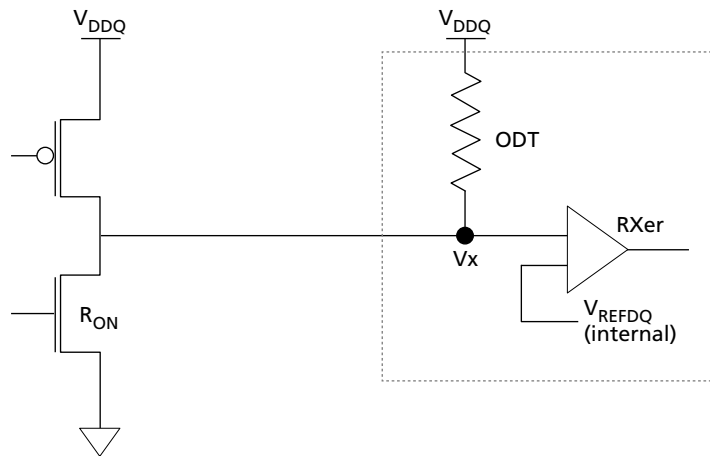 VDDQ
VDDQ
ODT
RXer
Vx
VREFDQ
(internal)
RON